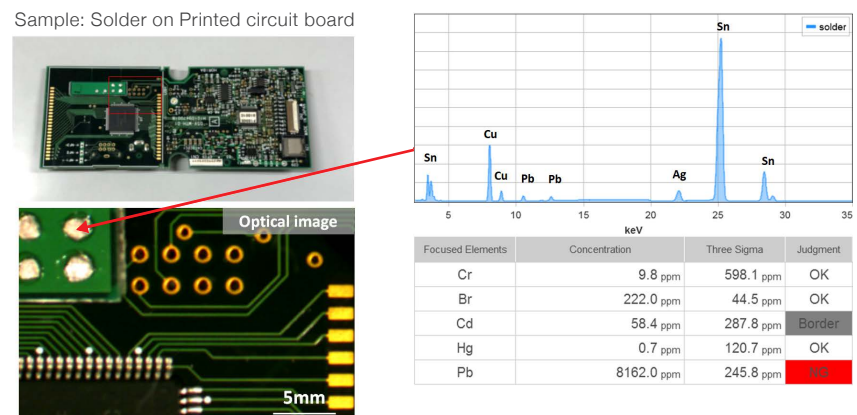 Sample: Solder on Printed circuit board
Optical image
5mm
solder
Sn
Cu
Sn
Cu
Pb
Pb
Ag
Sn
5 10 15 20 25 30 35
keV
Focused Elements Concentration Three Sigma Judgment
Cr 9.8 ppm 598.1 ppm OK
Br 222.0 ppm 44.5 ppm OK
Cd 58.4 ppm 287.8 ppm Border
Hg 0.7 ppm 120.7 ppm OK
Pb 8162.0 ppm 245.8 ppm NG